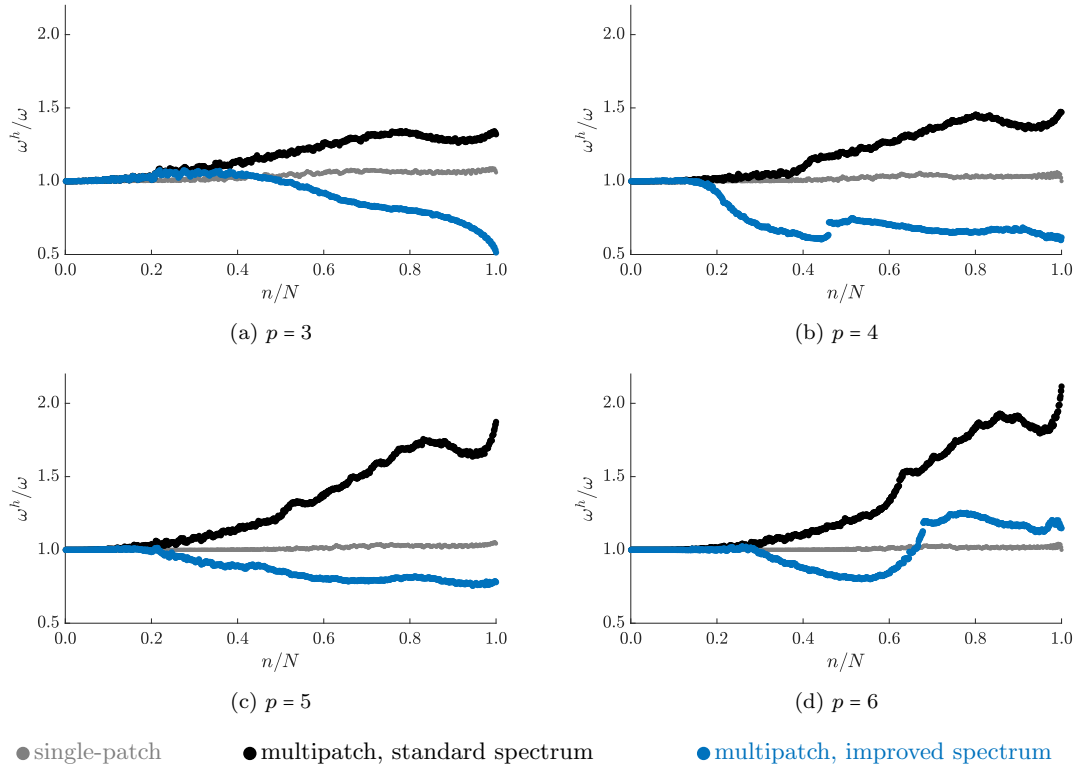 2.0 1.5 1.0 0.5
ω^h/ω
0.0 0.2 0.4 0.6 0.8 1.0
n/N
(a) p = 3
2.0 1.5 1.0 0.5
ω^h/ω
0.0 0.2 0.4 0.6 0.8 1.0
n/N
(b) p = 4
2.0 1.5 1.0 0.5
ω^h/ω
0.0 0.2 0.4 0.6 0.8 1.0
n/N
(c) p = 5
2.0 1.5 1.0 0.5
ω^h/ω
0.0 0.2 0.4 0.6 0.8 1.0
n/N
(d) p = 6
single-patch multipatch, standard spectrum multipatch, improved spectrum